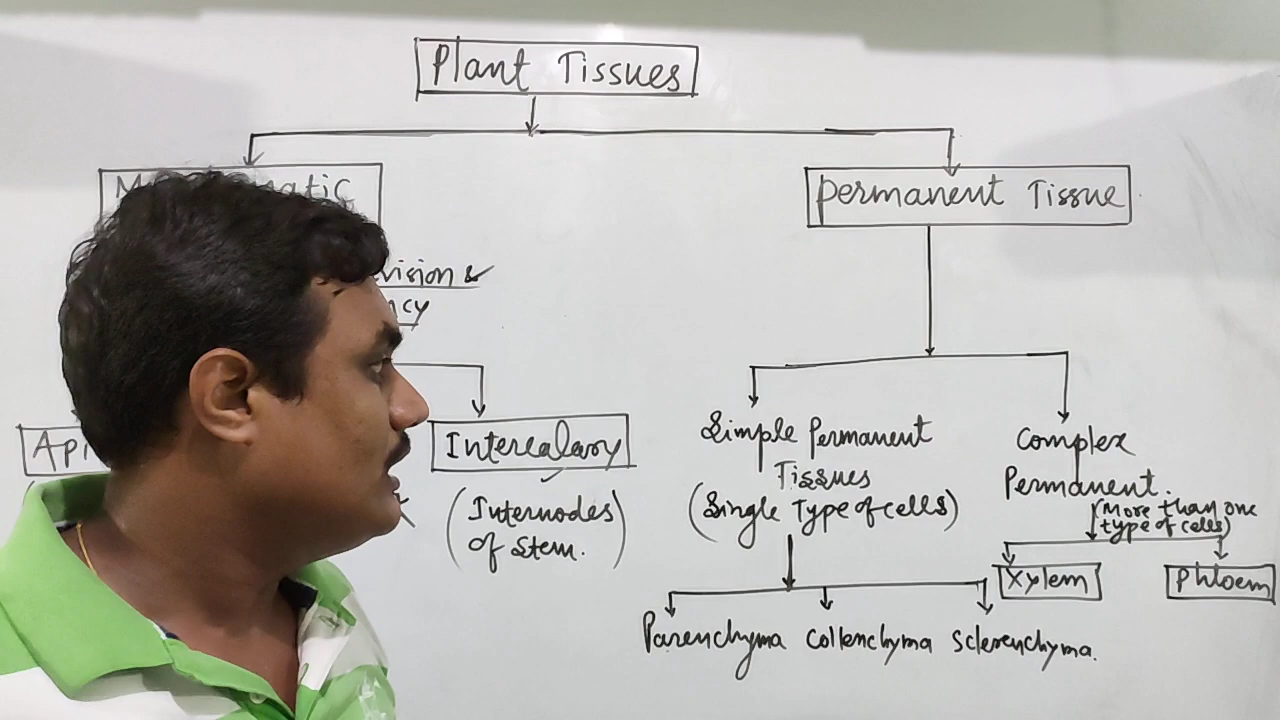 Plant Tissues
Permanent Tissue
Intercalary
(Internodes
of Stem.)
Simple Permanent
Tissues
(Single Type of cells)
Complex
Permanent.
(More than one
type of cells)
Xylem
Phloem
Parenchyma Collenchyma Sclerenchyma.